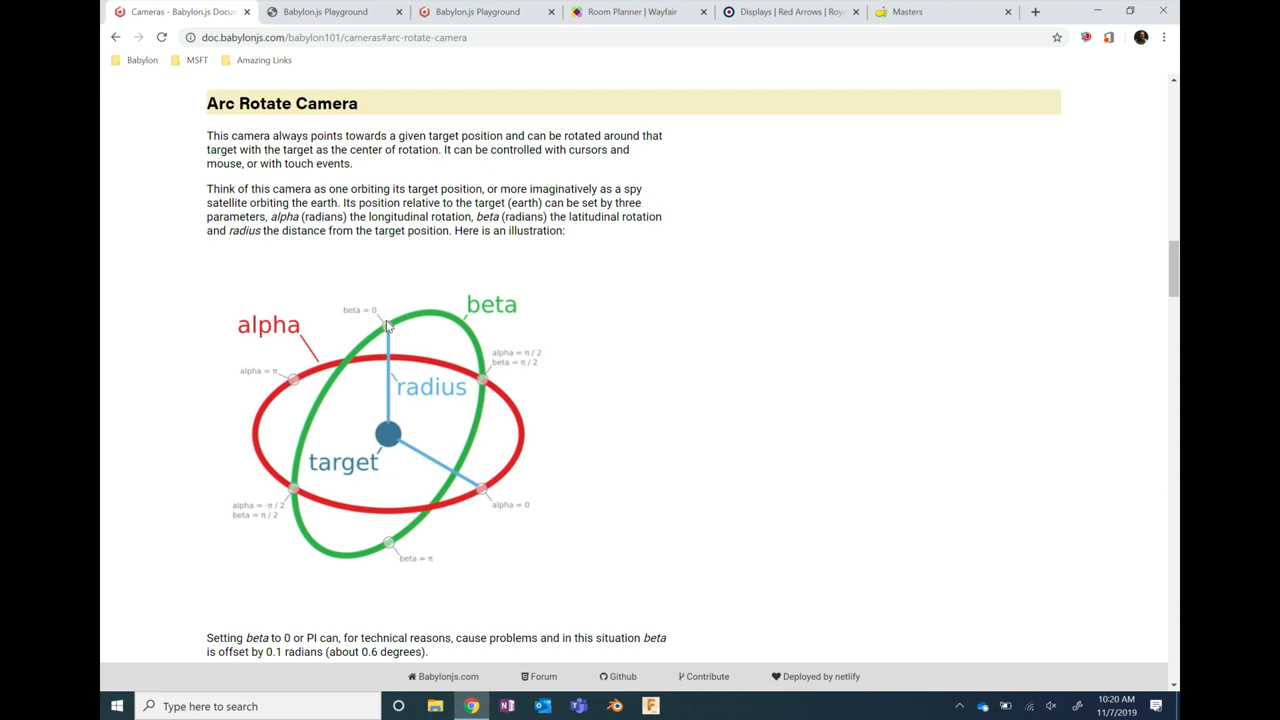 Cameras - Babylon.js Docum
Babylon.js Playground
Babylon.js Playground
Room Planner | Wayfair
Displays | Red Arrows | Roya
Masters
doc.babylonjs.com/babylon101/cameras#arc-rotate-camera
Babylon
MSFT
Amazing Links
Arc Rotate Camera
This camera always points towards a given target position and can be rotated around that
target with the target as the center of rotation. It can be controlled with cursors and
mouse, or with touch events.
Think of this camera as one orbiting its target position, or more imaginatively as a spy
satellite orbiting the earth. Its position relative to the target (earth) can be set by three
parameters, alpha (radians) the longitudinal rotation, beta (radians) the latitudinal rotation
and radius the distance from the target position. Here is an illustration:
beta = 0
beta
alpha
alpha = π / 2
beta = π / 2
alpha = π
radius
target
alpha = -π / 2
beta = π / 2
alpha = 0
beta = π
Setting beta to 0 or PI can, for technical reasons, cause problems and in this situation beta
is offset by 0.1 radians (about 0.6 degrees).
Babylonjs.com
Forum
Github
Contribute
Deployed by netlify
Type here to search
10:20 AM
11/7/2019